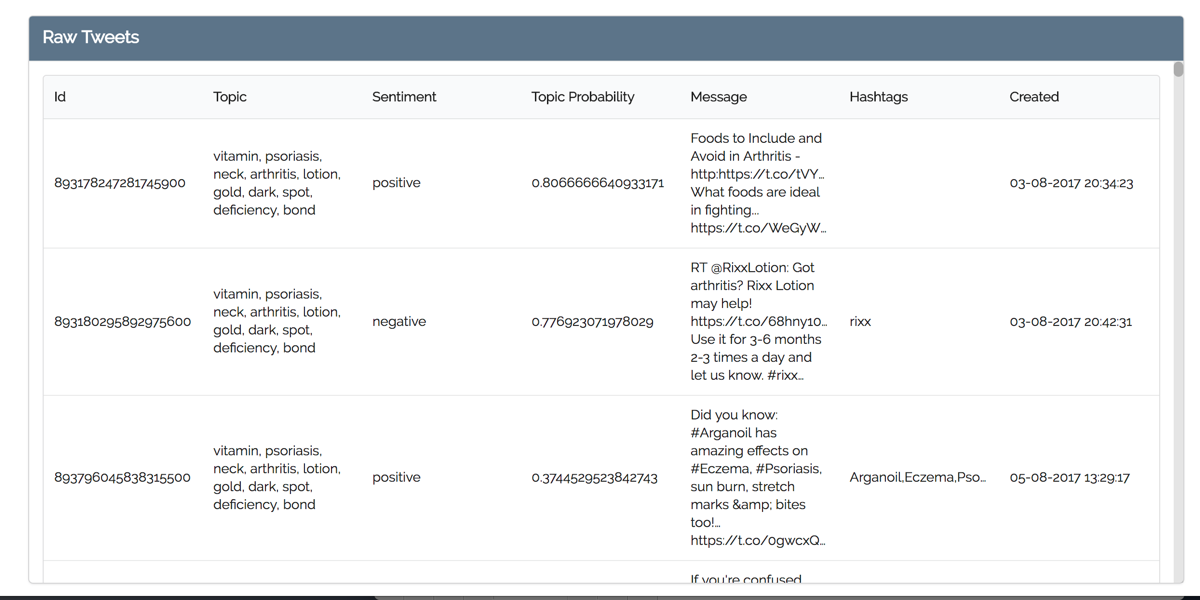 Raw Tweets
Id Topic Sentiment Topic Probability Message Hashtags Created
Foods to Include and
vitamin, psoriasis, Avoid in Arthritis -
neck, arthritis, lotion, http:https://t.co/tVY…
893178247281745900 positive 0.8066666640933171 03-08-2017 20:34:23
gold, dark, spot, What foods are ideal
deficiency, bond in fighting...
https://t.co/WeGyW…
RT @RixxLotion: Got
vitamin, psoriasis, arthritis? Rixx Lotion
neck, arthritis, lotion, may help!
893180295892975600 negative 0.776923071978029 https://t.co/68hny10… rixx 03-08-2017 20:42:31
gold, dark, spot, Use it for 3-6 months
deficiency, bond 2-3 times a day and
let us know. #rixx…
Did you know:
#Arganoil has
vitamin, psoriasis, amazing effects on
neck, arthritis, lotion, #Eczema, #Psoriasis,
893796045838315500 positive 0.3744529523842743 Arganoil,Eczema,Pso… 05-08-2017 13:29:17
gold, dark, spot, sun burn, stretch
deficiency, bond marks &amp; bites
too!…
https://t.co/0gwcxQ…
If you're confused